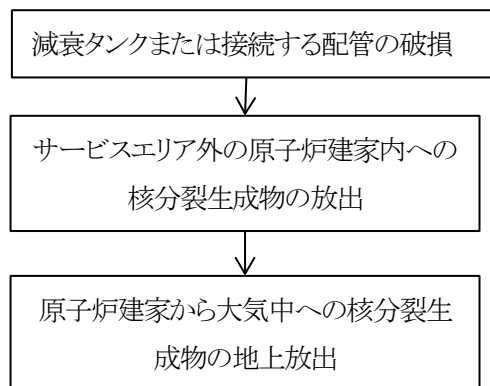 減衰タンクまたは接続する配管の破損
サービスエリア外の原子炉建家内への
核分裂生成物の放出
原子炉建家から大気中への核分裂生
成物の地上放出